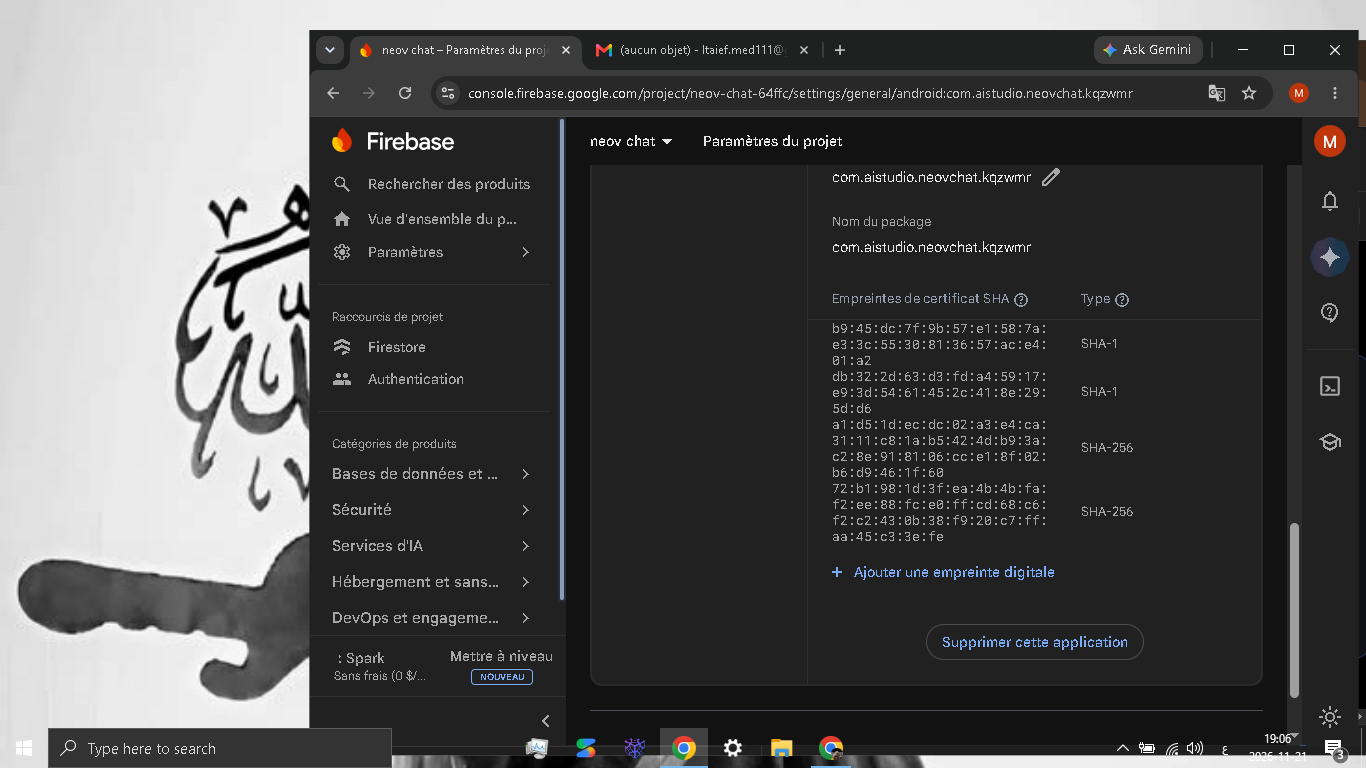 neov chat – Paramètres du proj
(aucun objet) - ltaief.med111@
Ask Gemini
console.firebase.google.com/project/neov-chat-64ffc/settings/general/android:com.aistudio.neovchat.kqzwmr
M
Firebase
Rechercher des produits
Vue d'ensemble du p...
Paramètres
Raccourcis de projet
Firestore
Authentication
Catégories de produits
Bases de données et ...
Sécurité
Services d'IA
Hébergement et sans...
DevOps et engageme...
: Spark
Sans frais (0 $/...
Mettre à niveau
NOUVEAU
neov chat
Paramètres du projet
com.aistudio.neovchat.kqzwmr
Nom du package
com.aistudio.neovchat.kqzwmr
Empreintes de certificat SHA
Type
b9:45:dc:7f:9b:57:e1:58:7a:
e3:3c:55:30:81:36:57:ac:e4:
01:a2
SHA-1
db:32:2d:63:d3:fd:a4:59:17:
e9:3d:54:61:45:2c:41:8e:29:
5d:d6
SHA-1
a1:d5:1d:ec:dc:02:a3:e4:ca:
31:11:c8:1a:b5:42:4d:b9:3a:
c2:8e:91:81:06:cc:e1:8f:02:
b6:d9:46:1f:60
SHA-256
72:b1:98:1d:3f:ea:4b:4b:fa:
f2:ee:88:fc:e0:ff:cd:68:c6:
f2:c2:43:0b:38:f9:20:c7:ff:
aa:45:c3:3e:fe
SHA-256
+ Ajouter une empreinte digitale
Supprimer cette application
M
Type here to search
ع
19:06
2026-11-21
3